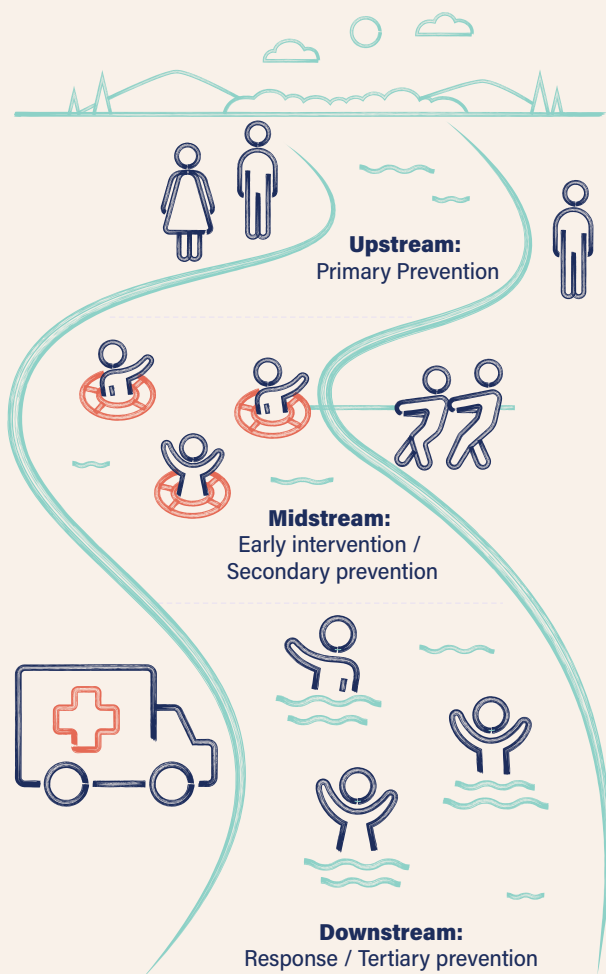 Upstream:
Primary Prevention
Midstream:
Early intervention /
Secondary prevention
Downstream:
Response / Tertiary prevention